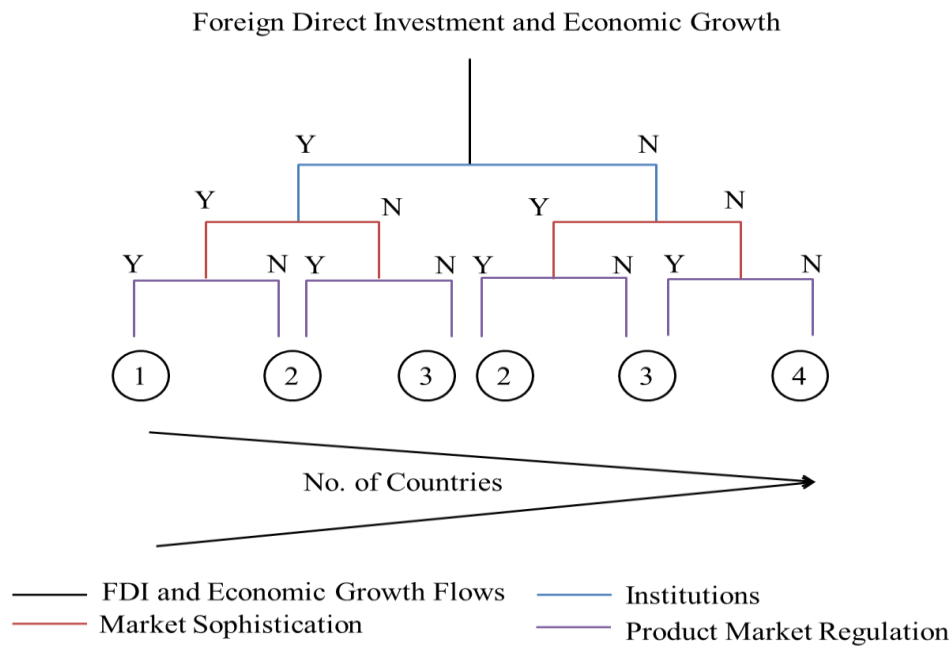 Foreign Direct Investment and Economic Growth
Y N
Y N Y N
Y N Y N Y N Y N
1 2 3 2 3 4
No. of Countries
FDI and Economic Growth Flows
Institutions
Market Sophistication
Product Market Regulation